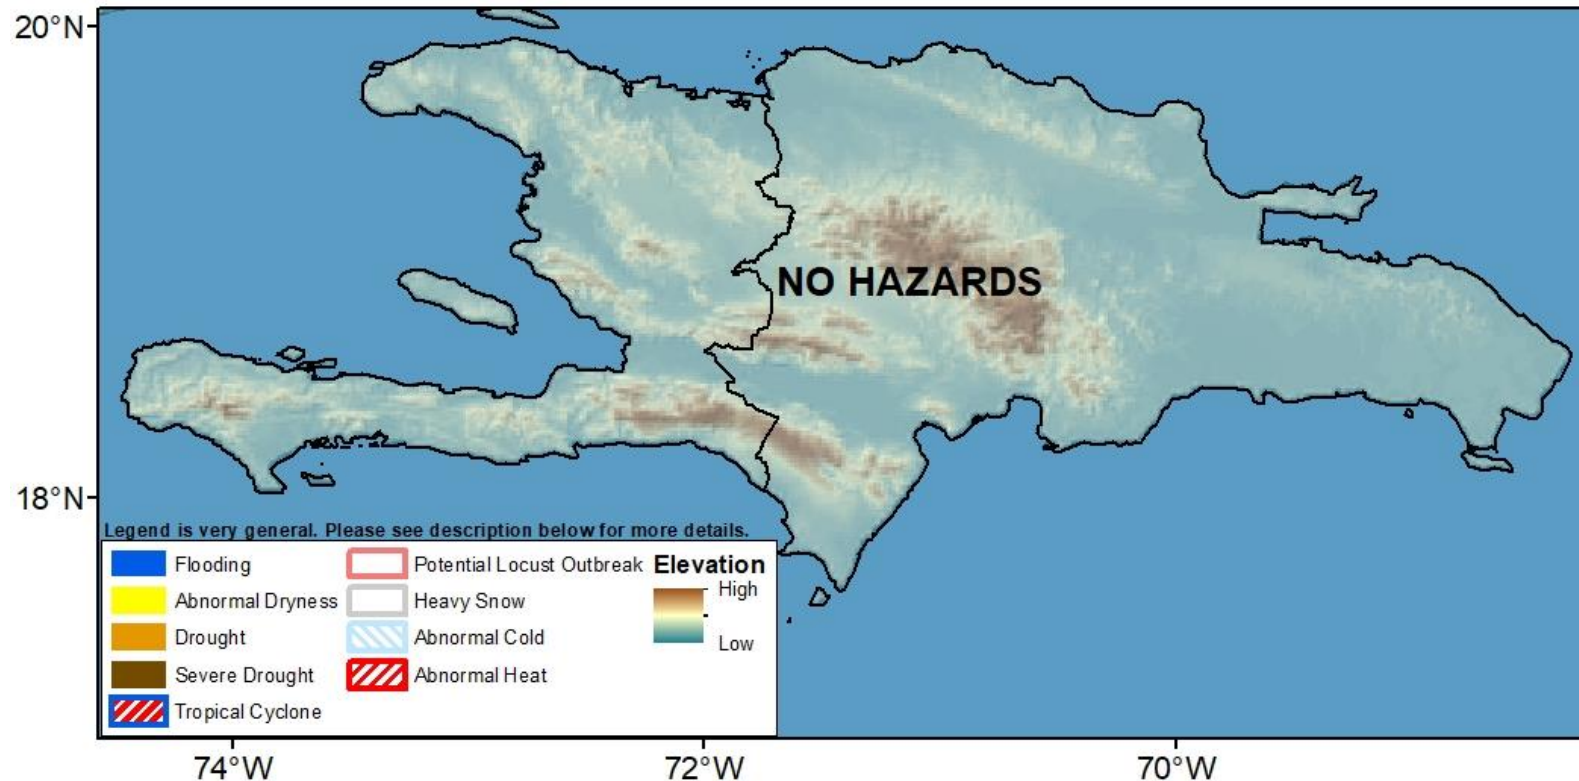 20°N
NO HAZARDS
18°N
Legend is very general. Please see description below for more details.
Flooding
Potential Locust Outbreak
Elevation
Abnormal Dryness
Heavy Snow
High
Drought
Abnormal Cold
Low
Severe Drought
Abnormal Heat
Tropical Cyclone
74°W
72°W
70°W